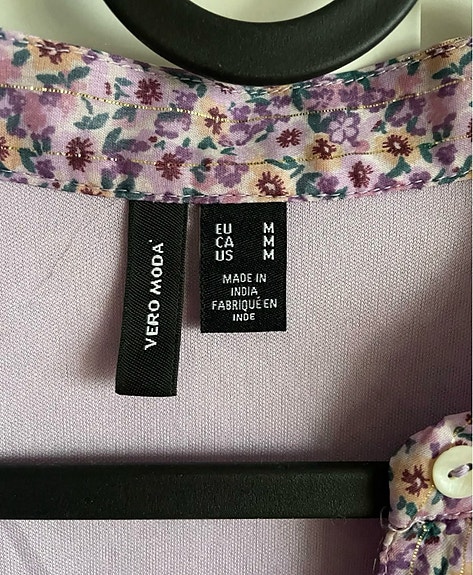 VERO MODA
EU M
CA M
US M
MADE IN
INDIA
FABRIQUÉ EN
INDE